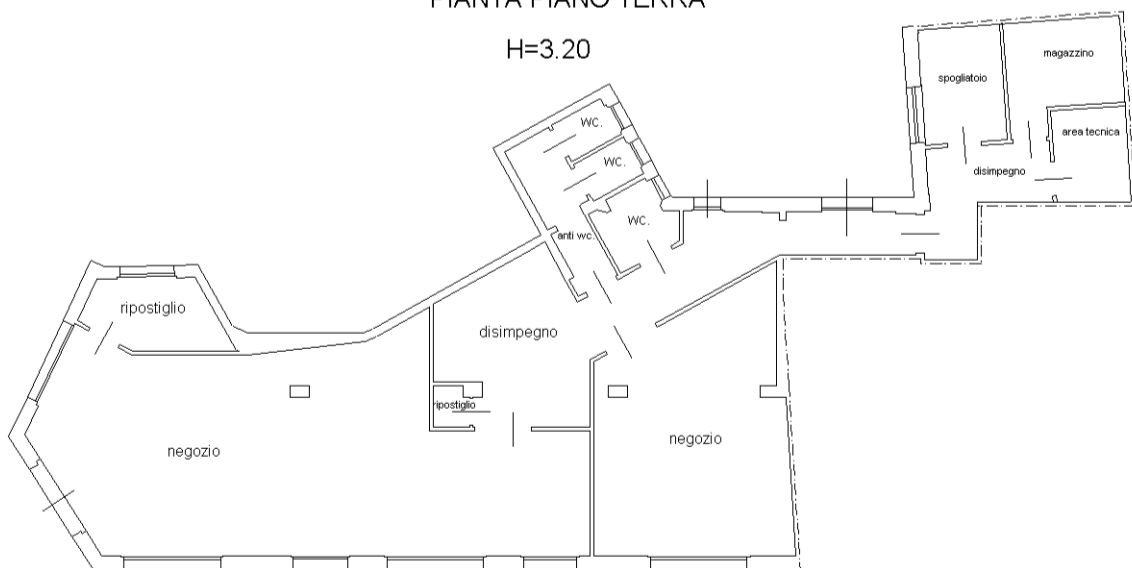 PIANTA PIANO TERRA
H=3.20
magazzino
spogliatoio
wc.
area tecnica
wc.
disimpegno
wc.
anti wc.
ripostiglio
disimpegno
ripostiglio
negozio
negozio